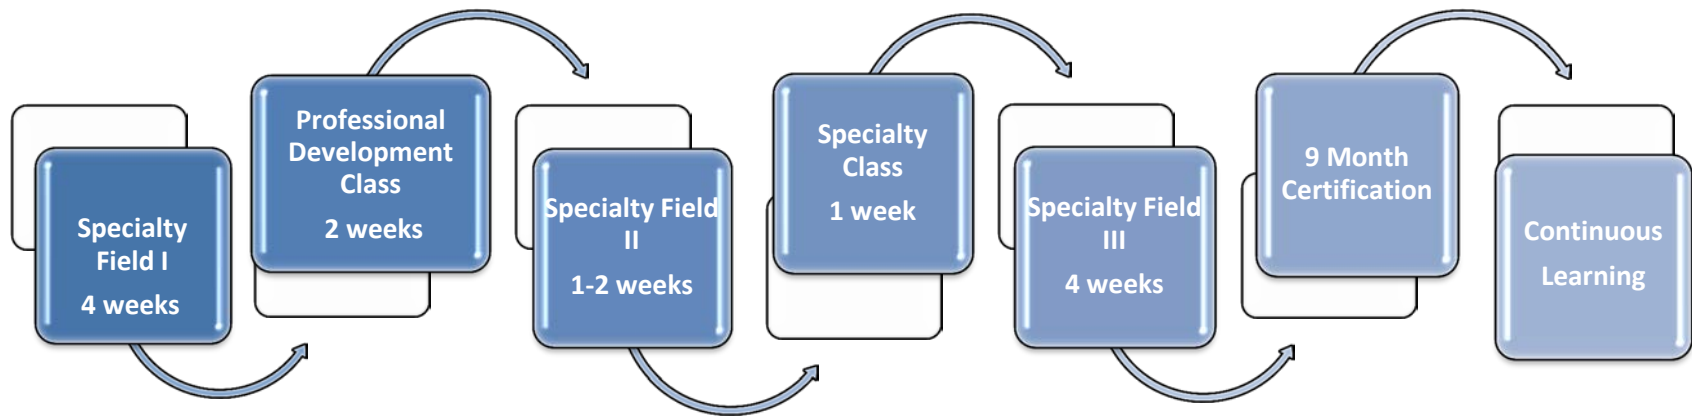 Specialty
Field I
4 weeks
Professional
Development
Class
2 weeks
Specialty Field
II
1-2 weeks
Specialty
Class
1 week
Specialty Field
III
4 weeks
9 Month
Certification
Continuous
Learning